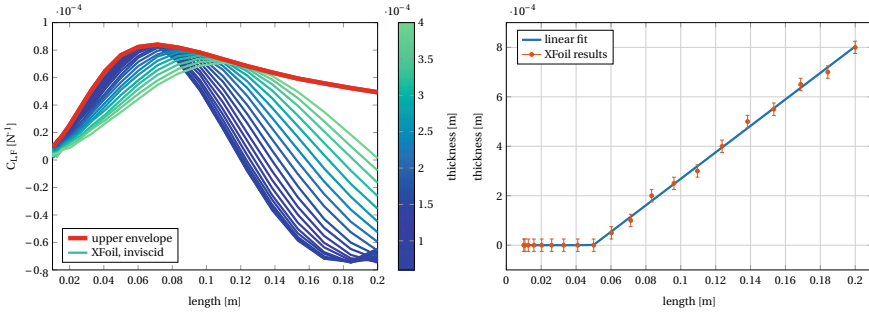 ·10⁻⁴
·10⁻⁴
·10⁻⁴
1
0.8
0.6
0.4
0.2
0
−0.2
−0.4
−0.6
−0.8
C_{l,F} [N⁻¹]
upper envelope
XFoil, inviscid
0.02 0.04 0.06 0.08 0.1 0.12 0.14 0.16 0.18 0.2
length [m]
4
3.5
3
2.5
2
1.5
1
thickness [m]
thickness [m]
8
6
4
2
0
linear fit
XFoil results
0 0.02 0.04 0.06 0.08 0.1 0.12 0.14 0.16 0.18 0.2
length [m]